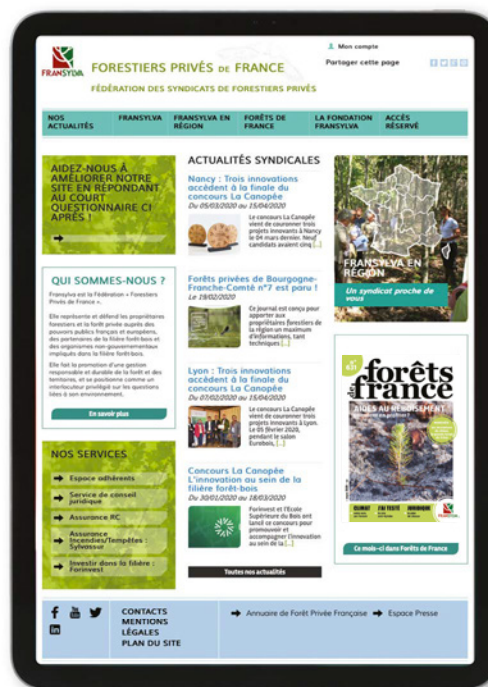 FRANSYLVA
FORESTIERS PRIVÉS DE FRANCE
FÉDÉRATION DES SYNDICATS DE FORESTIERS PRIVÉS
Mon compte
Partager cette page
NOS ACTUALITÉS
FRANSYLVA
FRANSYLVA EN RÉGION
FORÊTS DE FRANCE
LA FONDATION FRANSYLVA
ACCÈS RÉSERVÉ
AIDEZ-NOUS À
AMÉLIORER NOTRE
SITE EN RÉPONDANT
AU COURT
QUESTIONNAIRE CI
APRÈS !
QUI SOMMES-NOUS ?
Fransylva est la Fédération « Forestiers
Privés de France ».
Elle représente et défend les propriétaires
forestiers et la forêt privée auprès des
pouvoirs publics français et européens,
des partenaires de la filière forêt-bois et
des organismes non-gouvernementaux
impliqués dans la filière forêt-bois.
Elle fait la promotion d'une gestion
responsable et durable de la forêt et des
territoires, et se positionne comme un
interlocuteur privilégié sur les questions
liées à son environnement.
En savoir plus
NOS SERVICES
Espace adhérents
Service de conseil
juridique
Assurance RC
Assurance
Incendies/Tempêtes :
Sylvassur
Investir dans la filière :
Forinvest
ACTUALITÉS SYNDICALES
Nancy : Trois innovations
accèdent à la finale du
concours La Canopée
Du 05/03/2020 au 15/04/2020
Le concours La Canopée
vient de couronner trois
projets innovants à Nancy
le 04 mars dernier. Neuf
candidats avaient cinq [...]
Forêts privées de Bourgogne-
Franche-Comté n°7 est paru !
Le 19/02/2020
Ce journal est conçu pour
apporter aux
propriétaires forestiers de
la région un maximum
d'informations, tant
techniques [...]
Lyon : Trois innovations
accèdent à la finale du
concours La Canopée
Du 07/02/2020 au 15/04/2020
Le concours La Canopée
vient de couronner trois
projets innovants à Lyon.
Le 05 février 2020,
pendant le salon
Eurobois, [...]
Concours La Canopée
L'innovation au sein de la
filière forêt-bois
Du 30/01/2020 au 18/03/2020
Forinvest et l'Ecole
Supérieure du Bois ont
lancé ce concours pour
promouvoir et
accompagner l'innovation
au sein de la [...]
Toutes nos actualités
FRANSYLVA EN
RÉGION
Un syndicat proche de
vous
forêts
de france
AIDES AU REBOISEMENT
CLIMAT
J'AI TESTÉ
JURIDIQUE
Ce mois-ci dans Forêts de France
CONTACTS
MENTIONS
LÉGALES
PLAN DU SITE
Annuaire de Forêt Privée Française
Espace Presse